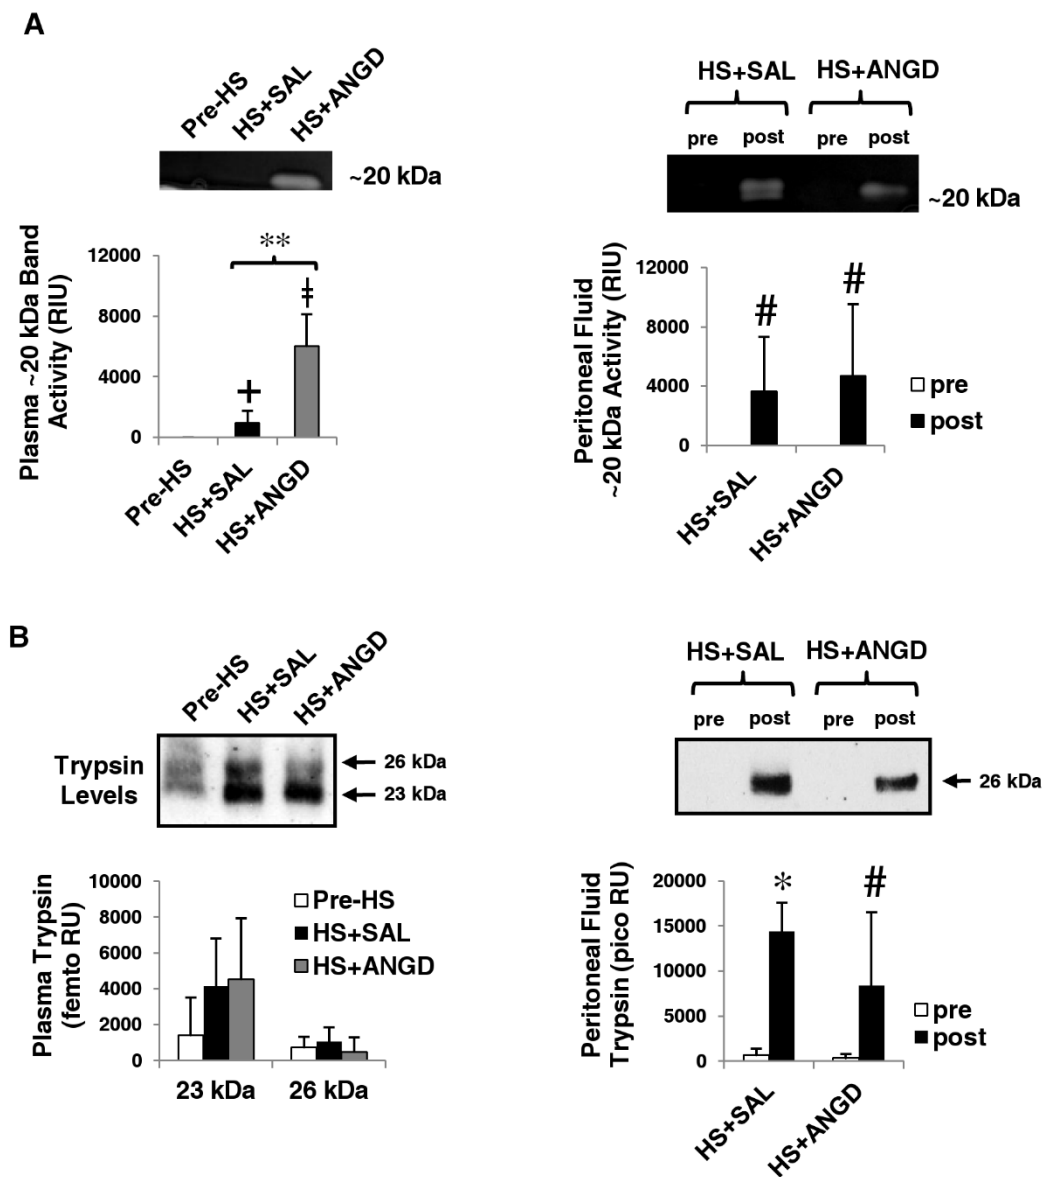 A
Pre-HS
HS+SAL
HS+ANGD
~20 kDa
HS+SAL HS+ANGD
pre post pre post
~20 kDa
Plasma ~20 kDa Band
Activity (RIU)
12000
8000
4000
0
**
+
ǂ
Pre-HS
HS+SAL
HS+ANGD
Peritoneal Fluid
~20 kDa Activity (RIU)
12000
8000
4000
0
#
#
pre
post
HS+SAL
HS+ANGD
B
Pre-HS
HS+SAL
HS+ANGD
Trypsin
Levels
26 kDa
23 kDa
HS+SAL HS+ANGD
pre post pre post
26 kDa
Plasma Trypsin
(femto RU)
10000
8000
6000
4000
2000
0
Pre-HS
HS+SAL
HS+ANGD
23 kDa 26 kDa
Peritoneal Fluid
Trypsin (pico RU)
20000
15000
10000
5000
0
*
#
pre
post
HS+SAL
HS+ANGD